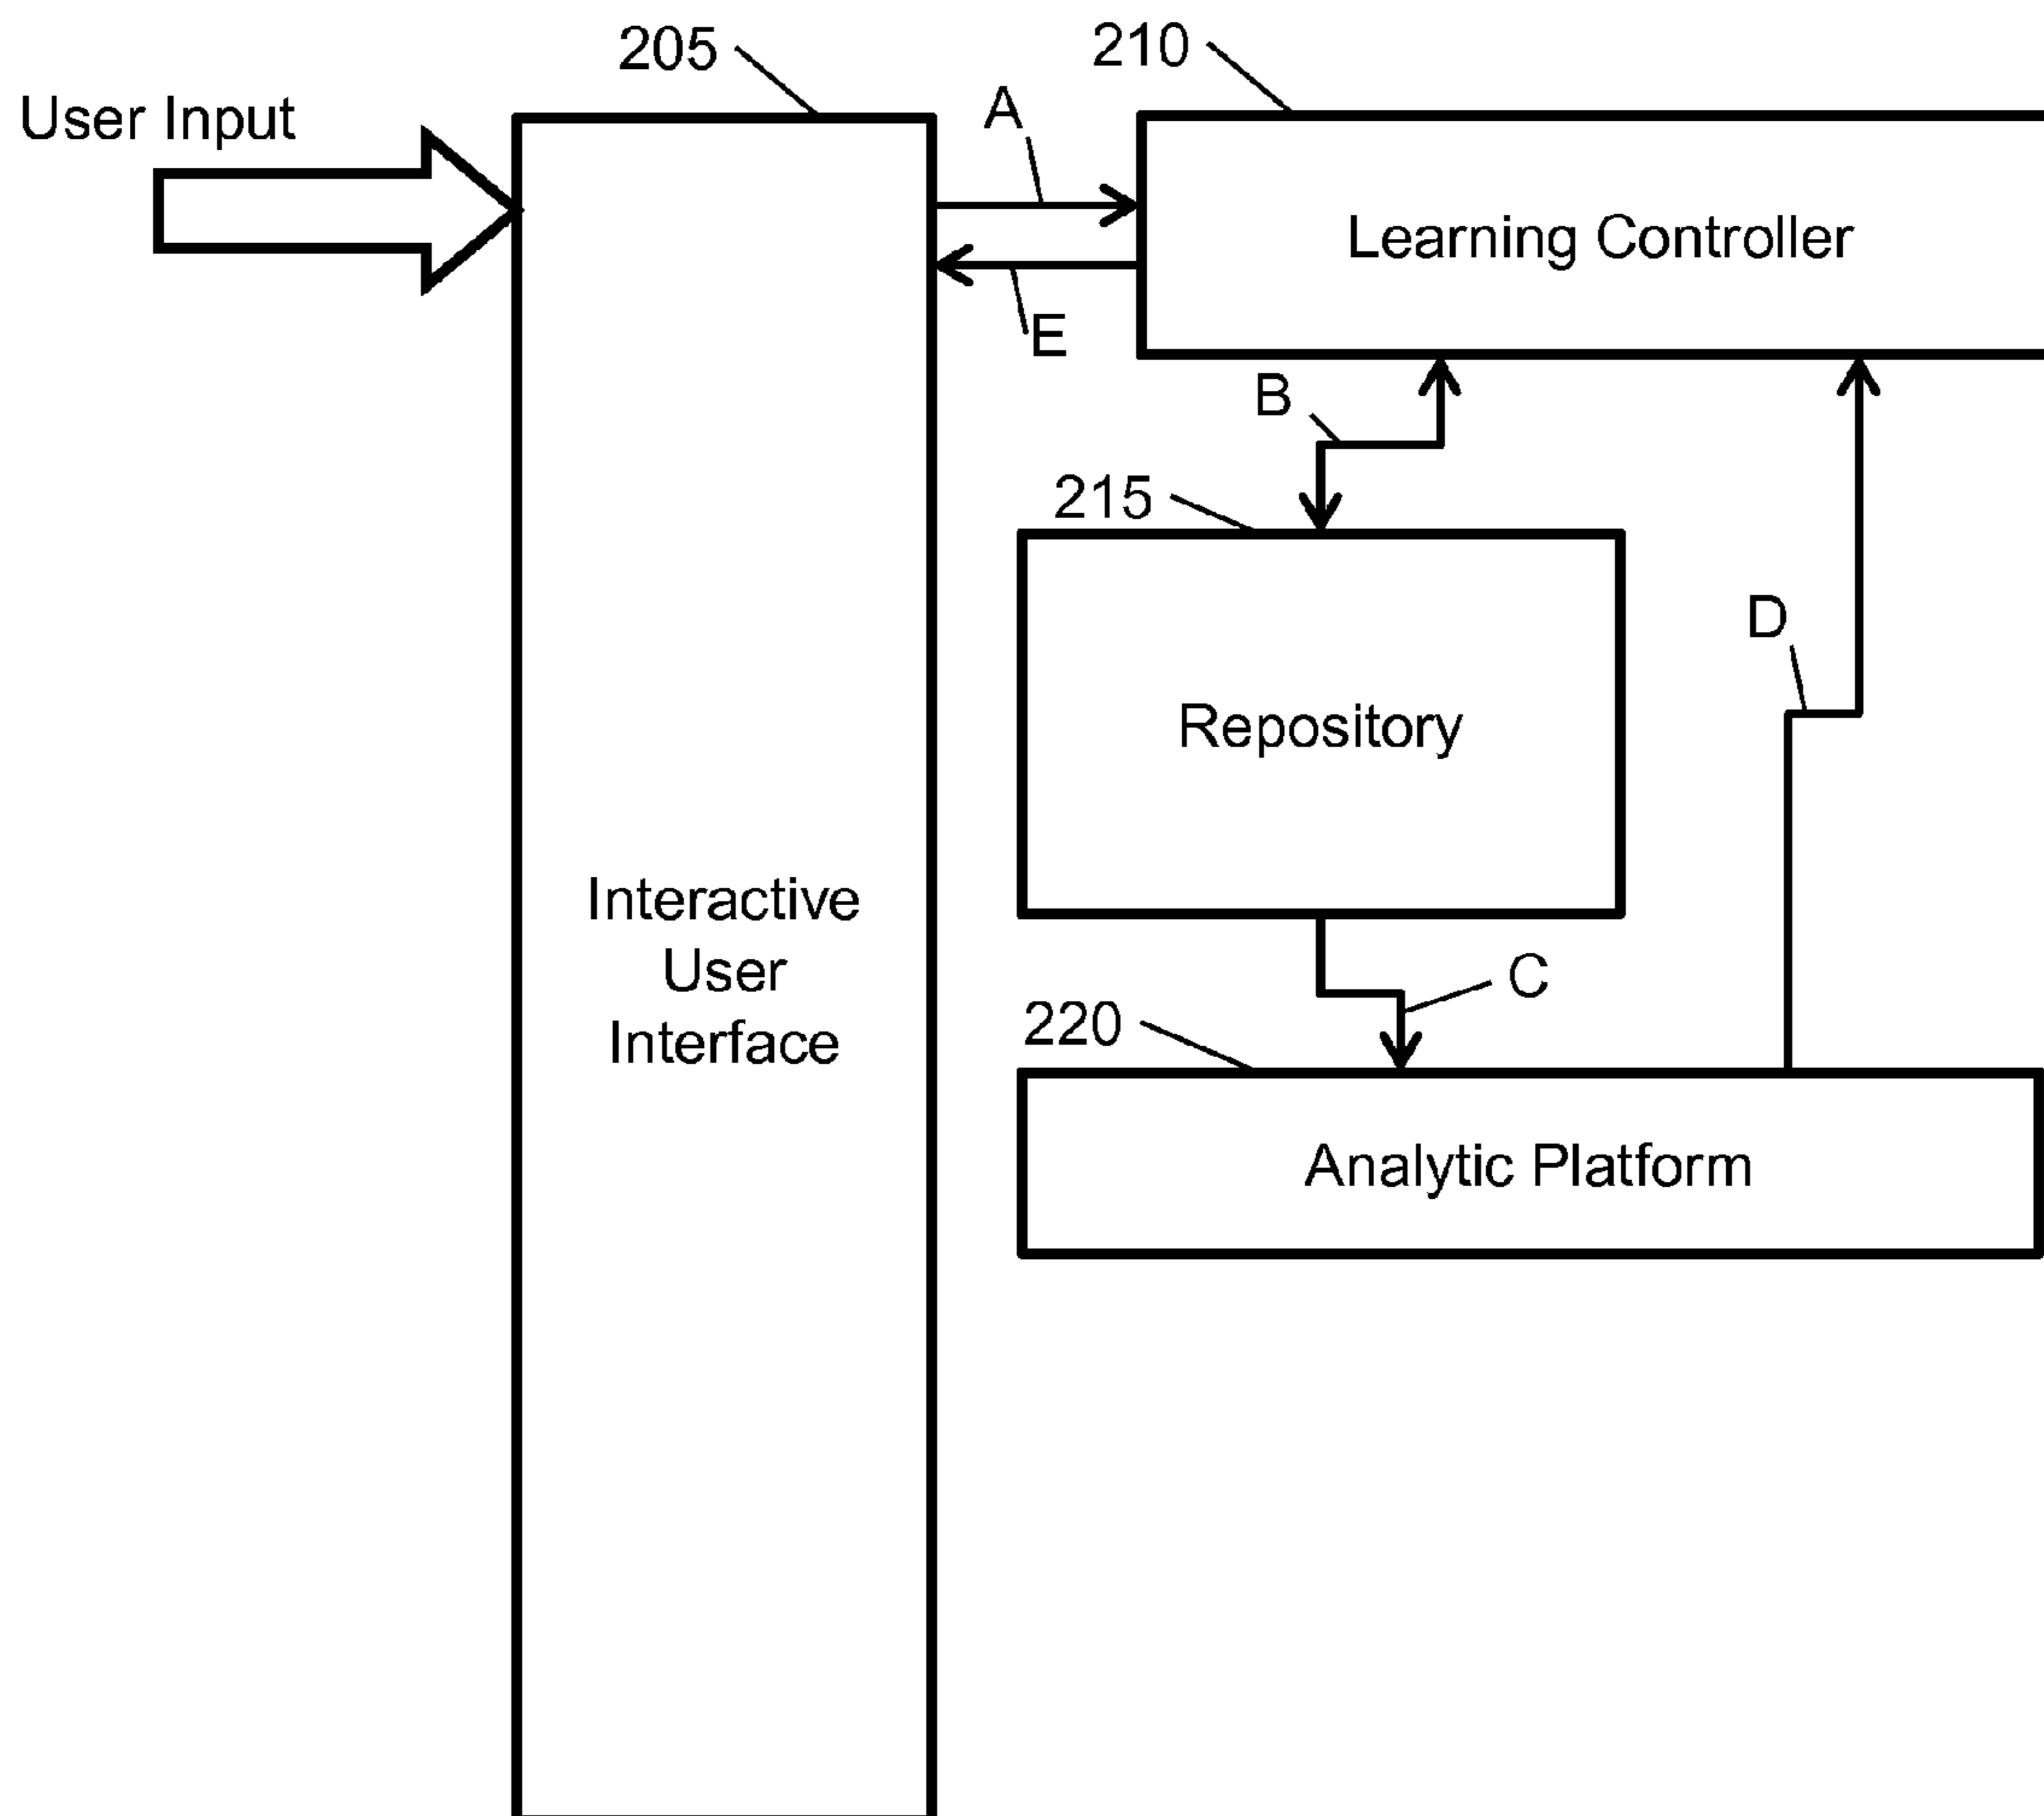 205
210
User Input
A
Learning Controller
E
B
215
D
Repository
Interactive
User
Interface
C
220
Analytic Platform